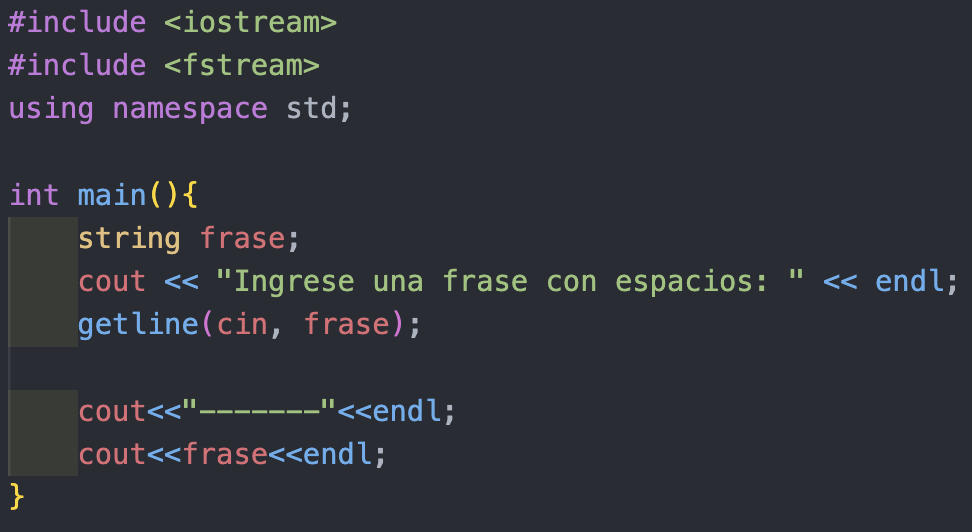 #include <iostream>
#include <fstream>
using namespace std;
int main(){
string frase;
cout << "Ingrese una frase con espacios: " << endl;
getline(cin, frase);
cout<<"-------"<<endl;
cout<<frase<<endl;
}